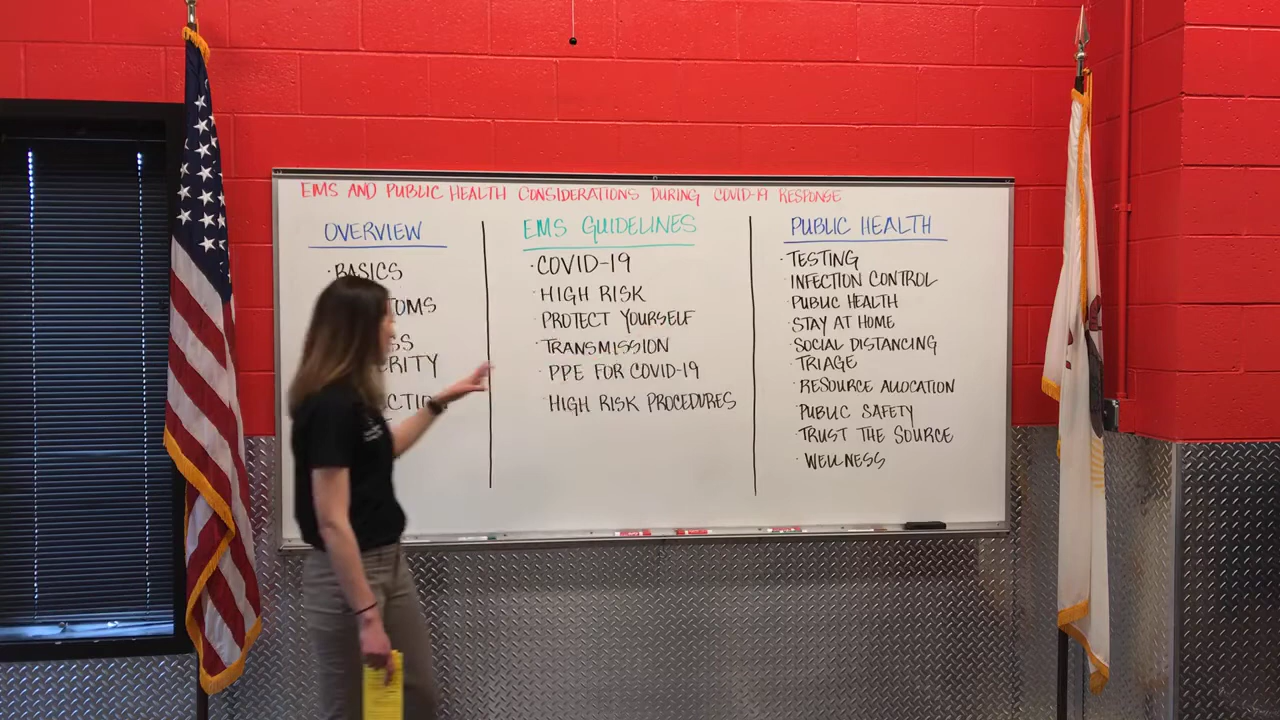 EMS AND PUBLIC HEALTH CONSIDERATIONS DURING COVID-19 RESPONSE
OVERVIEW
· BASICS
EMS GUIDELINES
· COVID-19
· HIGH RISK
· PROTECT YOURSELF
· TRANSMISSION
· PPE FOR COVID-19
· HIGH RISK PROCEDURES
PUBLIC HEALTH
· TESTING
· INFECTION CONTROL
· PUBLIC HEALTH
· STAY AT HOME
· SOCIAL DISTANCING
· TRIAGE
· RESOURCE ALLOCATION
· PUBLIC SAFETY
· TRUST THE SOURCE
· WELLNESS